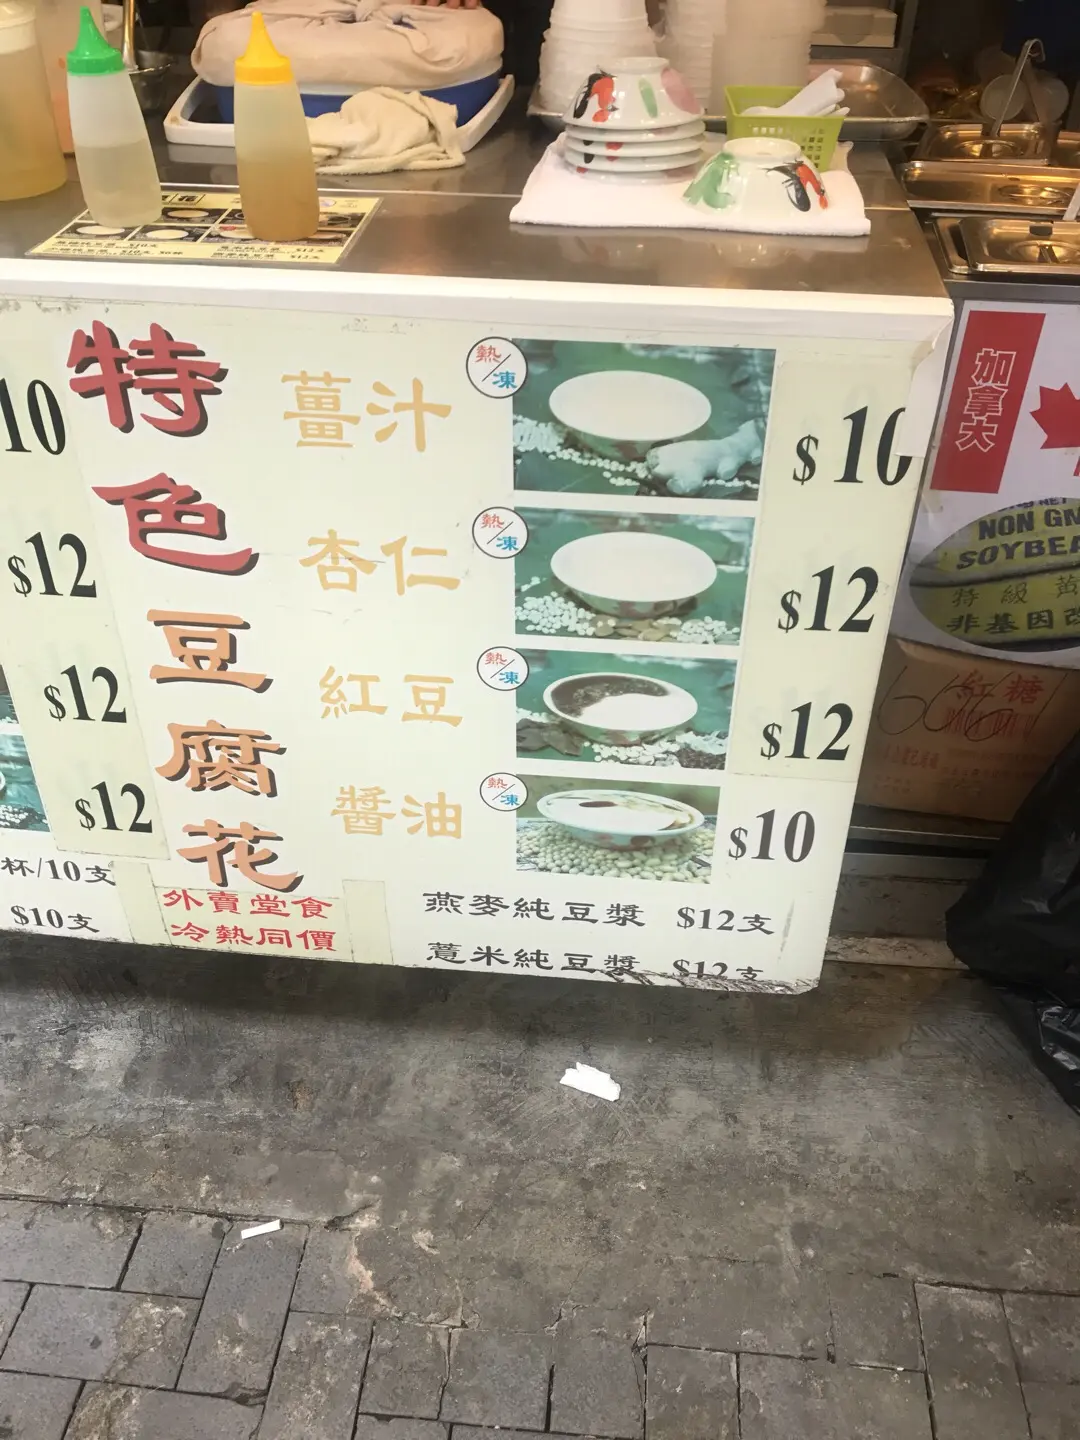 特色豆腐花
薑汁 熱/凍 $10
杏仁 熱/凍 $12
紅豆 熱/凍 $12
醬油 熱/凍 $10
外賣堂食
冷熱同價
燕麥純豆漿 $12支
薏米純豆漿 $12支
10
$12
$12
$12
杯/10支
$10支
加拿大
NON GM
SOYBEA
特級黃
非基因改
紅糖